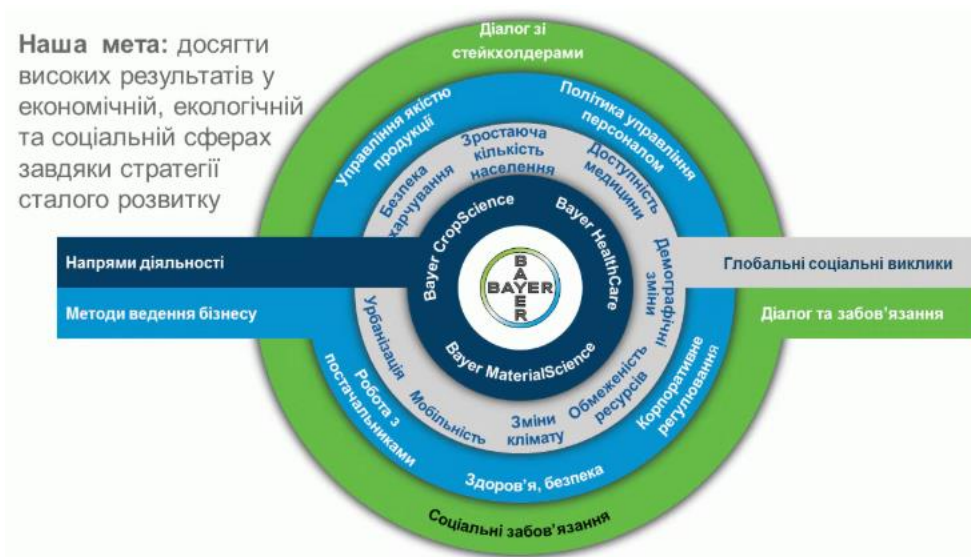 Наша мета: досягти
високих результатів у
економічній, екологічній
та соціальній сферах
завдяки стратегії
сталого розвитку
Діалог зі
стейкхолдерами
Управління якістю
продукції
Політика управління
персоналом
Безпека
харчування
Зростаюча
кількість
населення
Доступність
медицини
Bayer CropScience
Bayer HealthCare
Напрями діяльності
Методи ведення бізнесу
BAYER
BAYER
Демографічні
зміни
Глобальні соціальні виклики
Діалог та забов’язання
Bayer MaterialScience
Урбанізація
Мобільність
Зміни
клімату
Обмеженість
ресурсів
Робота з
постачальниками
Здоров’я, безпека
Корпоративне
регулювання
Соціальні забов’язання